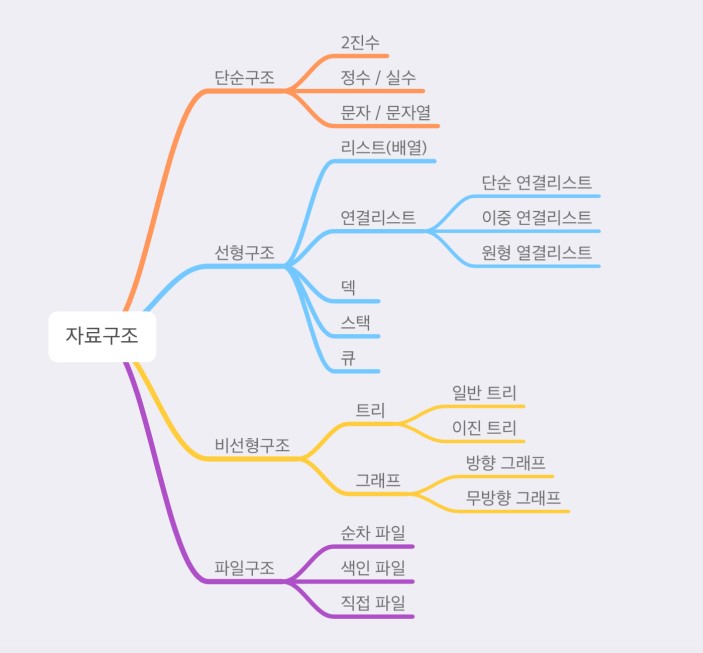 자료구조
단순구조
2진수
정수 / 실수
문자 / 문자열
선형구조
리스트(배열)
연결리스트
단순 연결리스트
이중 연결리스트
원형 열결리스트
덱
스택
큐
비선형구조
트리
일반 트리
이진 트리
그래프
방향 그래프
무방향 그래프
파일구조
순차 파일
색인 파일
직접 파일